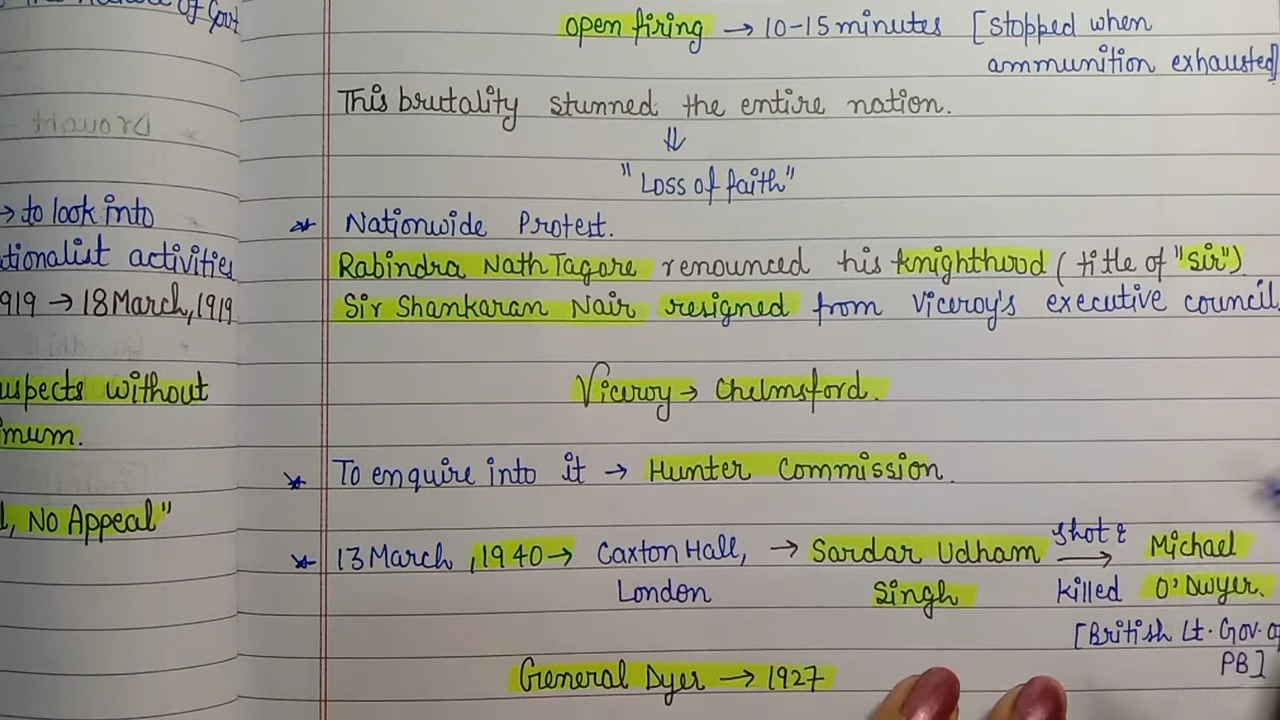 of Govt
→ to look into
tionalist activities
919 → 18 March, 1919
uspects without
mum.
, No Appeal"
open firing → 10-15 minutes [stopped when
ammunition exhausted]
This brutality stunned the entire nation.
⇓
"Loss of faith"
* Nationwide Protest.
Rabindra Nath Tagore renounced his knighthood (title of "Sir")
Sir Shankaran Nair resigned from Viceroy's executive council
Viceroy → Chelmsford.
* To enquire into it → Hunter Commission.
* 13 March, 1940 → Caxton Hall, → Sardar Udham shot & Michael
London Singh killed O'Dwyer.
[British Lt. Gov. of
PB]
General Dyer → 1927